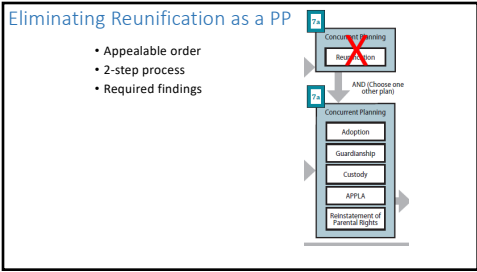 Eliminating Reunification as a PP
• Appealable order
• 2-step process
• Required findings
7a
Concurrent Planning
Reunification
AND (Choose one
other plan)
7a
Concurrent Planning
Adoption
Guardianship
Custody
APPLA
Reinstatement of
Parental Rights